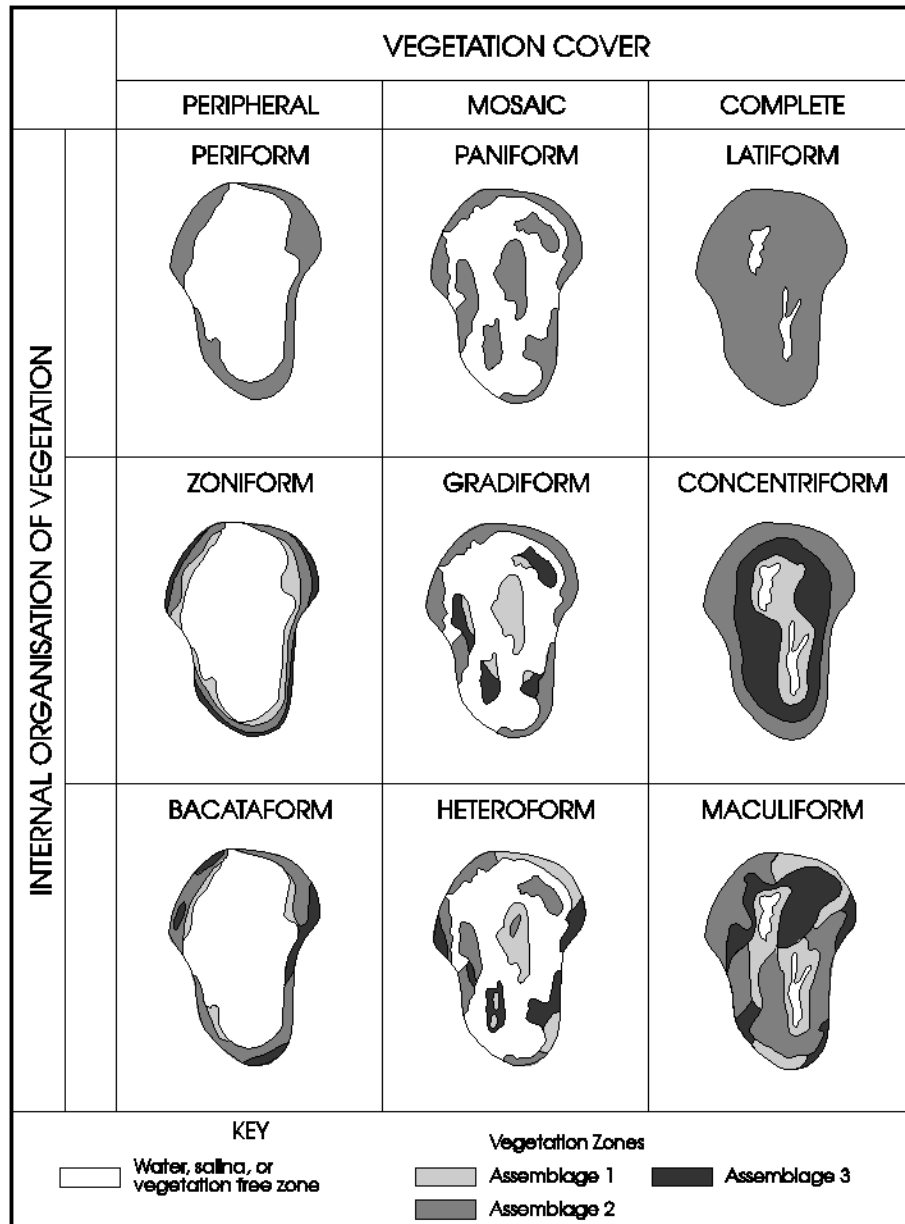 VEGETATION COVER
PERIPHERAL MOSAIC COMPLETE
INTERNAL ORGANISATION OF VEGETATION
PERIFORM PANIFORM LATIFORM
ZONIFORM GRADIFORM CONCENTRIFORM
BACATAFORM HETEROFORM MACULIFORM
KEY
Water, salina, or
vegetation free zone
Vegetation Zones
Assemblage 1 Assemblage 3
Assemblage 2